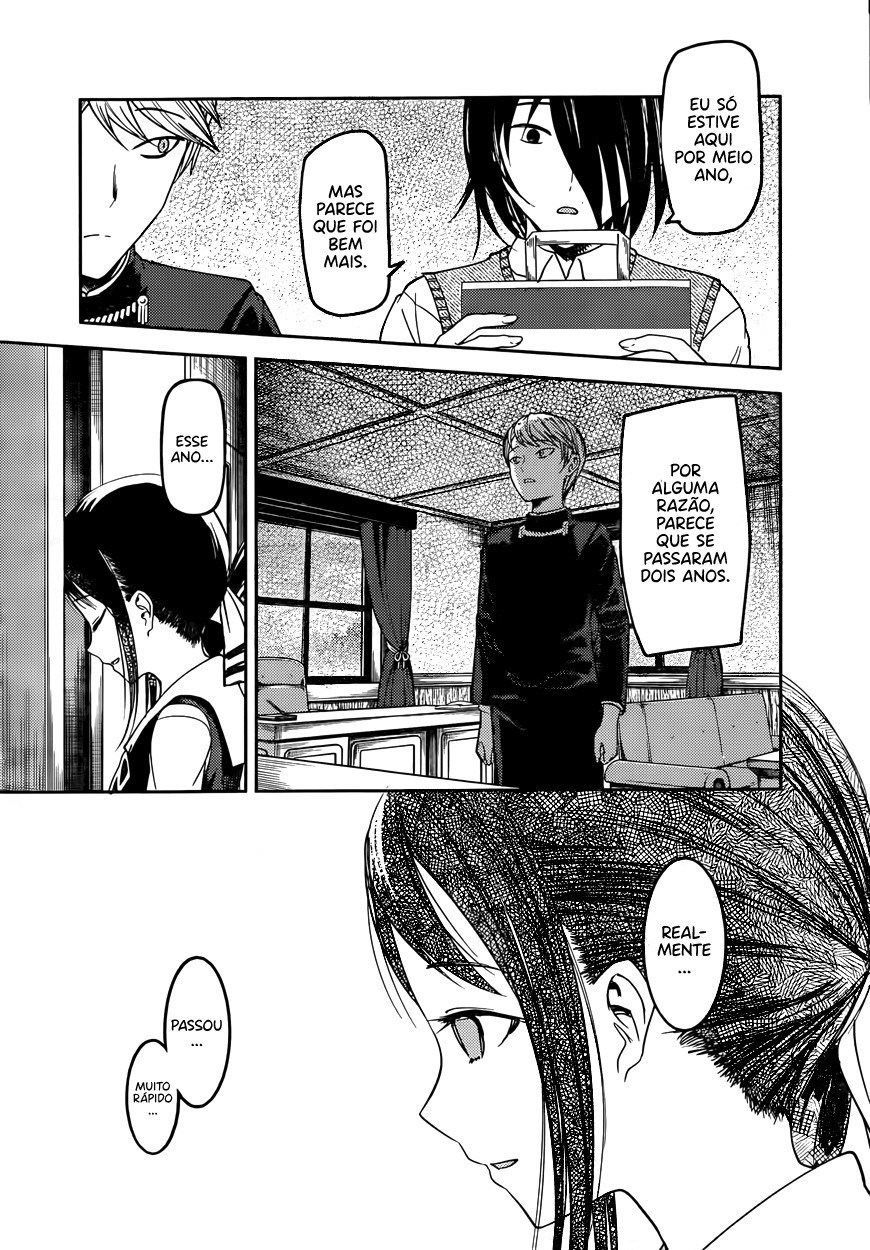 EU SÓ
ESTIVE
AQUI
POR MEIO
ANO,
MAS
PARECE
QUE FOI
BEM
MAIS.
POR
ALGUMA
RAZÃO,
PARECE
QUE SE
PASSARAM
DOIS ANOS.
ESSE
ANO...
REAL-
MENTE
...
PASSOU
...
MUITO
RÁPIDO
...